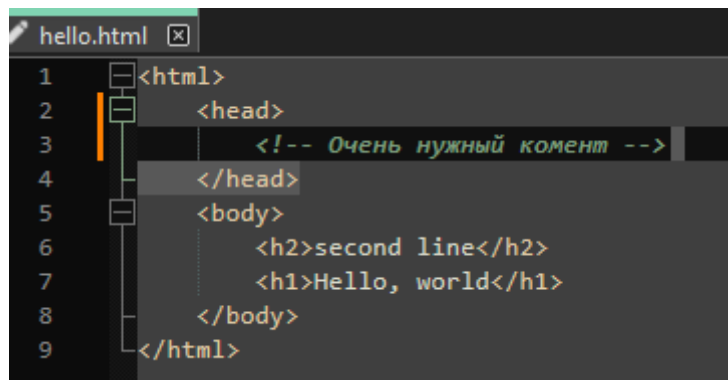 hello.html
1 <html>
2 <head>
3 <!-- Очень нужный комент -->
4 </head>
5 <body>
6 <h2>second line</h2>
7 <h1>Hello, world</h1>
8 </body>
9 </html>